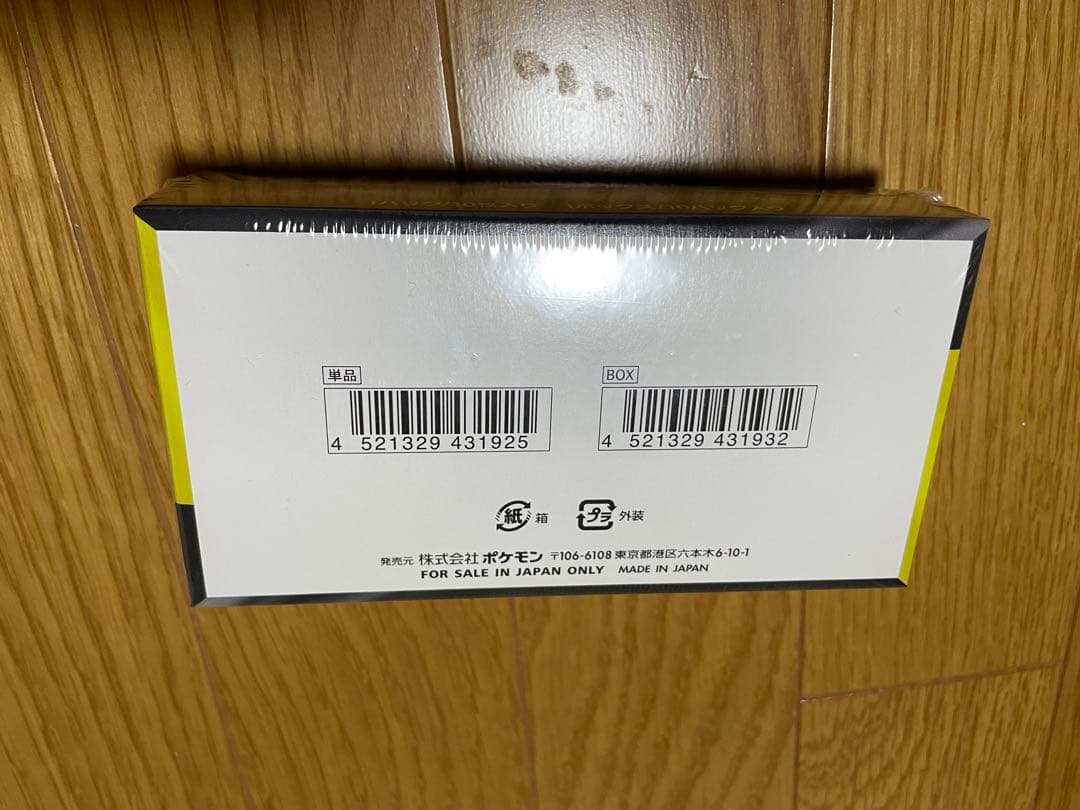 単品
BOX
4 521329 431925
4 521329 431932
紙 箱
プラ 外装
発売元 株式会社ポケモン 〒106-6108 東京都港区六本木6-10-1
FOR SALE IN JAPAN ONLY MADE IN JAPAN